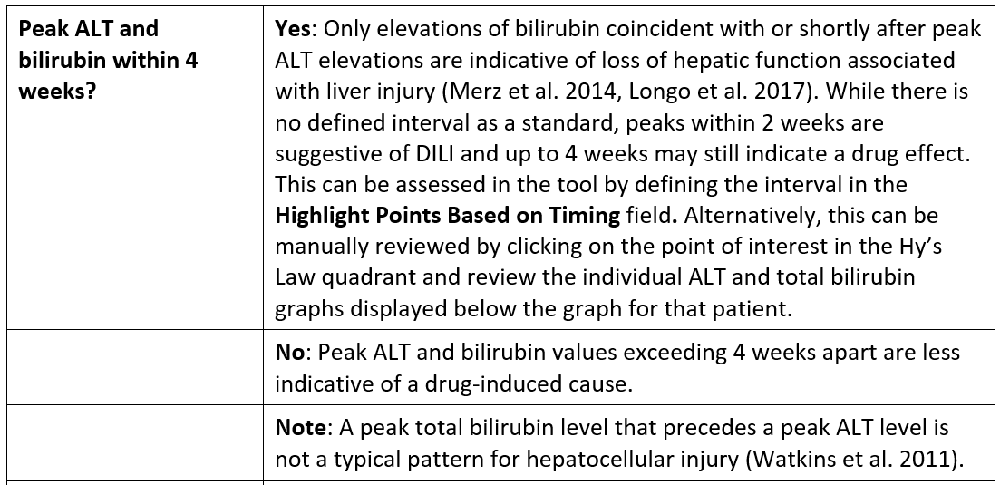 Peak ALT and
bilirubin within 4
weeks?
Yes: Only elevations of bilirubin coincident with or shortly after peak
ALT elevations are indicative of loss of hepatic function associated
with liver injury (Merz et al. 2014, Longo et al. 2017). While there is
no defined interval as a standard, peaks within 2 weeks are
suggestive of DILI and up to 4 weeks may still indicate a drug effect.
This can be assessed in the tool by defining the interval in the
Highlight Points Based on Timing field. Alternatively, this can be
manually reviewed by clicking on the point of interest in the Hy’s
Law quadrant and review the individual ALT and total bilirubin
graphs displayed below the graph for that patient.
No: Peak ALT and bilirubin values exceeding 4 weeks apart are less
indicative of a drug-induced cause.
Note: A peak total bilirubin level that precedes a peak ALT level is
not a typical pattern for hepatocellular injury (Watkins et al. 2011).